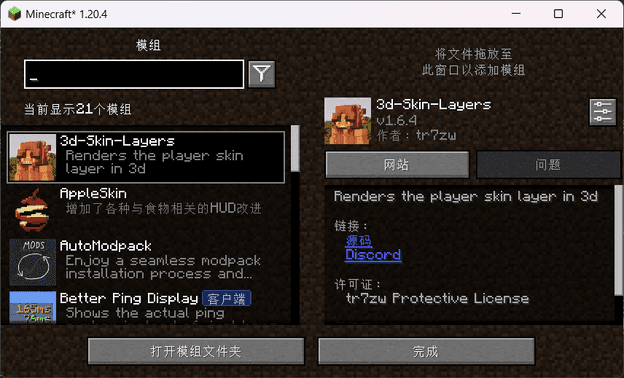 Minecraft* 1.20.4
模组
将文件拖放至
此窗口以添加模组
_
当前显示21个模组
3d-Skin-Layers
Renders the player skin
layer in 3d
AppleSkin
增加了各种与食物相关的HUD改进
MODS
AutoModpack
Enjoy a seamless modpack
installation process and...
165ms
Better Ping Display 客户端
Shows the actual ping
3d-Skin-Layers
v1.6.4
作者：tr7zw
网站
问题
Renders the player skin layer in 3d
链接：
源码
Discord
许可证：
tr7zw Protective License
打开模组文件夹
完成